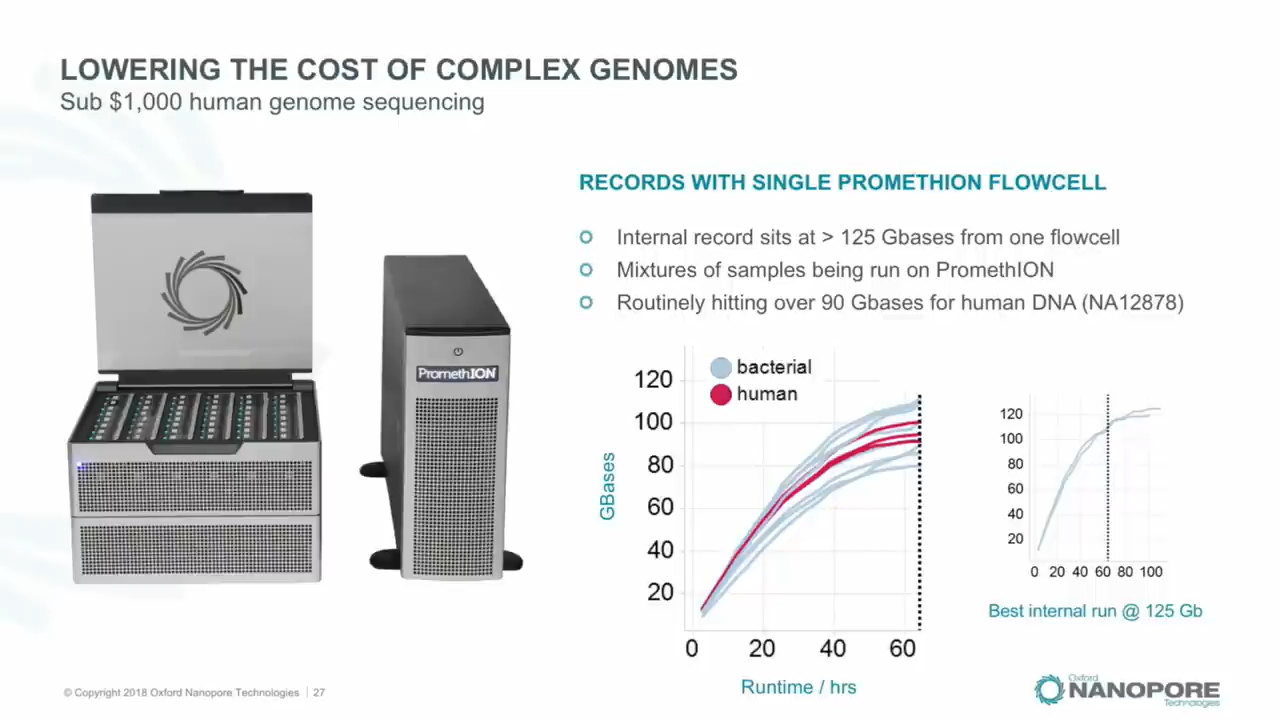 LOWERING THE COST OF COMPLEX GENOMES
Sub $1,000 human genome sequencing
RECORDS WITH SINGLE PROMETHION FLOWCELL
Internal record sits at > 125 Gbases from one flowcell
Mixtures of samples being run on PromethION
Routinely hitting over 90 Gbases for human DNA (NA12878)
PromethION
bacterial
human
120
100
80
60
40
20
GBases
0 20 40 60
Runtime / hrs
120
100
80
60
40
20
0 20 40 60 80 100
Best internal run @ 125 Gb
© Copyright 2018 Oxford Nanopore Technologies | 27
Oxford
NANOPORE
Technologies